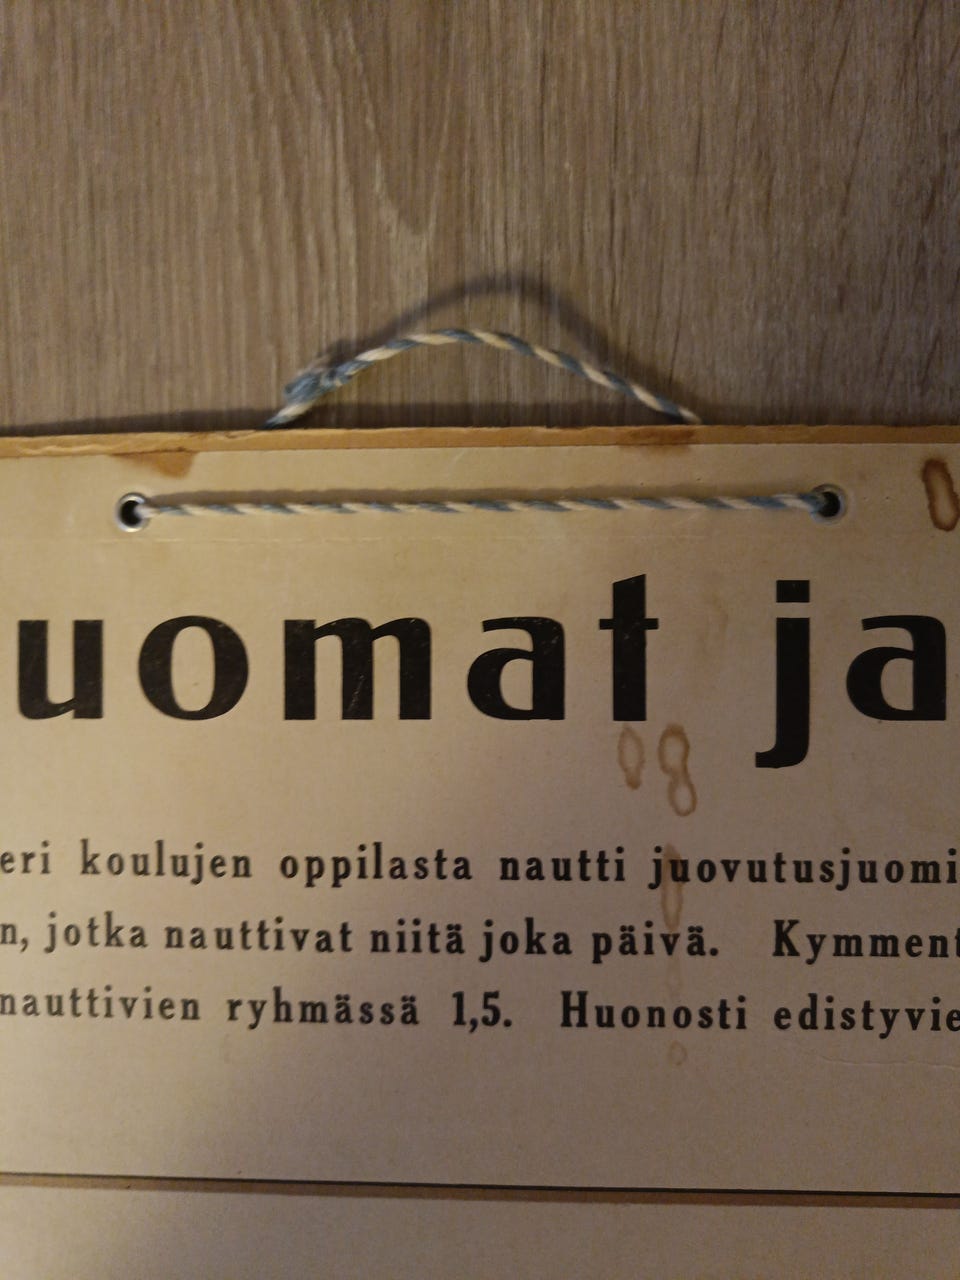 uomat ja
eri koulujen oppilasta nautti juovutusjuomi
n, jotka nauttivat niitä joka päivä. Kymment
nauttivien ryhmässä 1,5. Huonosti edistyvie